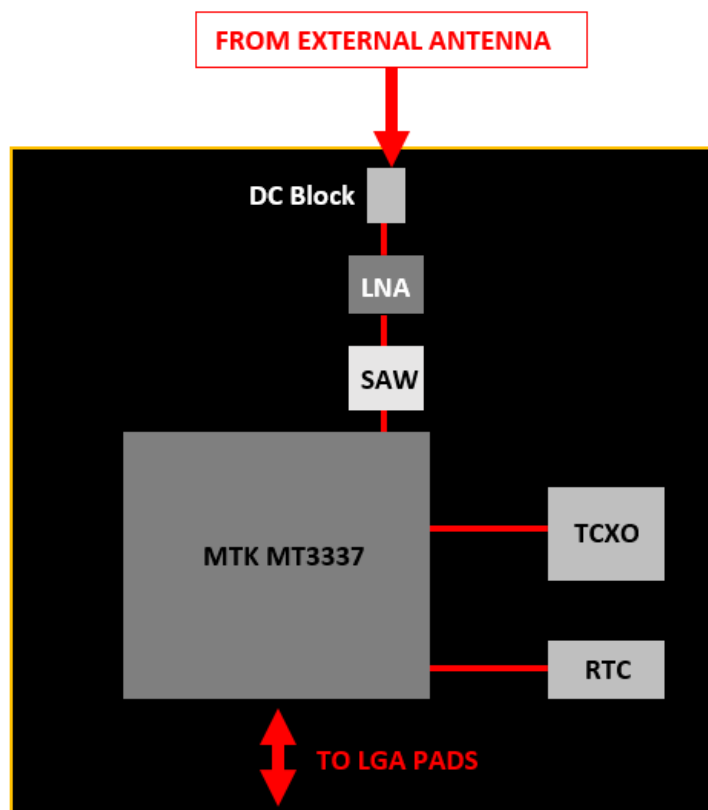 FROM EXTERNAL ANTENNA
DC Block
LNA
SAW
TCXO
MTK MT3337
RTC
TO LGA PADS